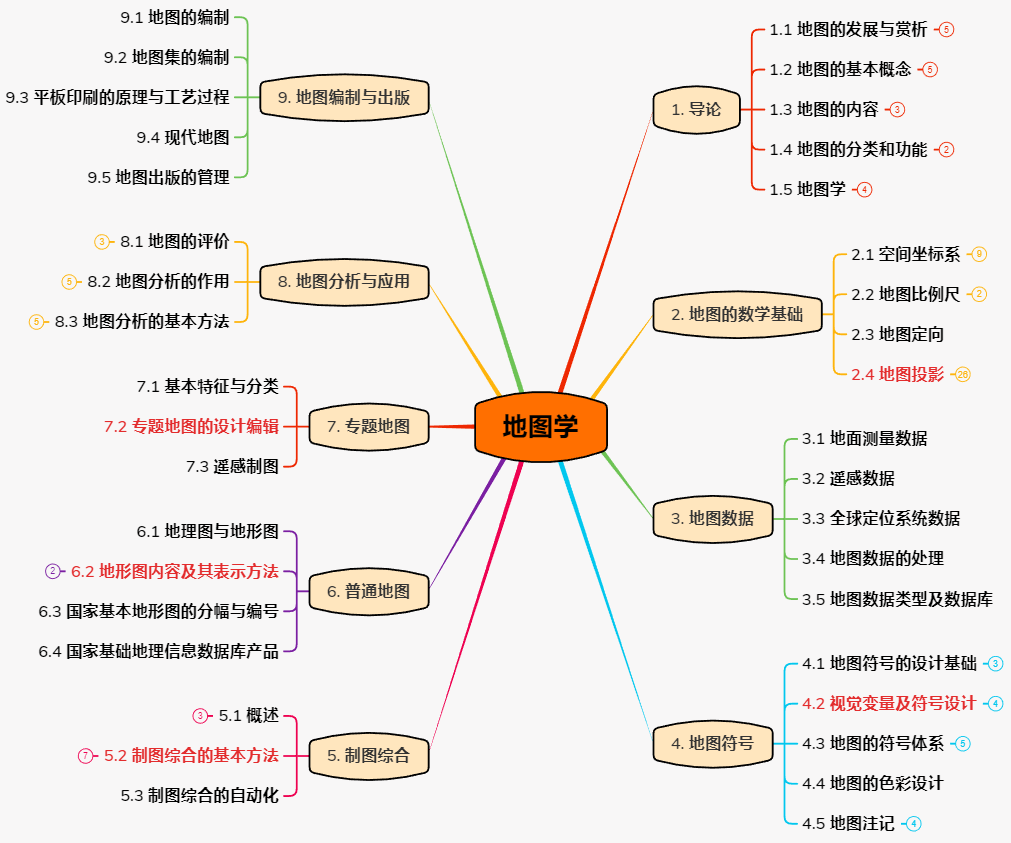 地图学
1. 导论
1.1 地图的发展与赏析 5
1.2 地图的基本概念 5
1.3 地图的内容 3
1.4 地图的分类和功能 2
1.5 地图学 4
2. 地图的数学基础
2.1 空间坐标系 9
2.2 地图比例尺 2
2.3 地图定向
2.4 地图投影 26
3. 地图数据
3.1 地面测量数据
3.2 遥感数据
3.3 全球定位系统数据
3.4 地图数据的处理
3.5 地图数据类型及数据库
4. 地图符号
4.1 地图符号的设计基础 3
4.2 视觉变量及符号设计 4
4.3 地图的符号体系 5
4.4 地图的色彩设计
4.5 地图注记 4
5. 制图综合
3 5.1 概述
7 5.2 制图综合的基本方法
5.3 制图综合的自动化
6. 普通地图
6.1 地理图与地形图
2 6.2 地形图内容及其表示方法
6.3 国家基本地形图的分幅与编号
6.4 国家基础地理信息数据库产品
7. 专题地图
7.1 基本特征与分类
7.2 专题地图的设计编辑
7.3 遥感制图
8. 地图分析与应用
3 8.1 地图的评价
5 8.2 地图分析的作用
5 8.3 地图分析的基本方法
9. 地图编制与出版
9.1 地图的编制
9.2 地图集的编制
9.3 平板印刷的原理与工艺过程
9.4 现代地图
9.5 地图出版的管理